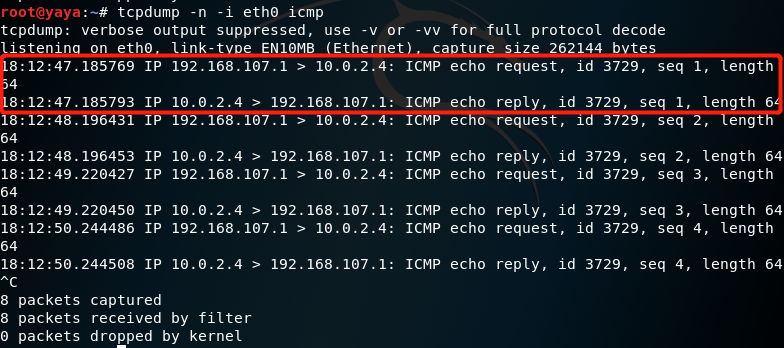 root@yaya:~# tcpdump -n -i eth0 icmp
tcpdump: verbose output suppressed, use -v or -vv for full protocol decode
listening on eth0, link-type EN10MB (Ethernet), capture size 262144 bytes
18:12:47.185769 IP 192.168.107.1 > 10.0.2.4: ICMP echo request, id 3729, seq 1, length
64
18:12:47.185793 IP 10.0.2.4 > 192.168.107.1: ICMP echo reply, id 3729, seq 1, length 64
18:12:48.196431 IP 192.168.107.1 > 10.0.2.4: ICMP echo request, id 3729, seq 2, length
64
18:12:48.196453 IP 10.0.2.4 > 192.168.107.1: ICMP echo reply, id 3729, seq 2, length 64
18:12:49.220427 IP 192.168.107.1 > 10.0.2.4: ICMP echo request, id 3729, seq 3, length
64
18:12:49.220450 IP 10.0.2.4 > 192.168.107.1: ICMP echo reply, id 3729, seq 3, length 64
18:12:50.244486 IP 192.168.107.1 > 10.0.2.4: ICMP echo request, id 3729, seq 4, length
64
18:12:50.244508 IP 10.0.2.4 > 192.168.107.1: ICMP echo reply, id 3729, seq 4, length 64
^C
8 packets captured
8 packets received by filter
0 packets dropped by kernel